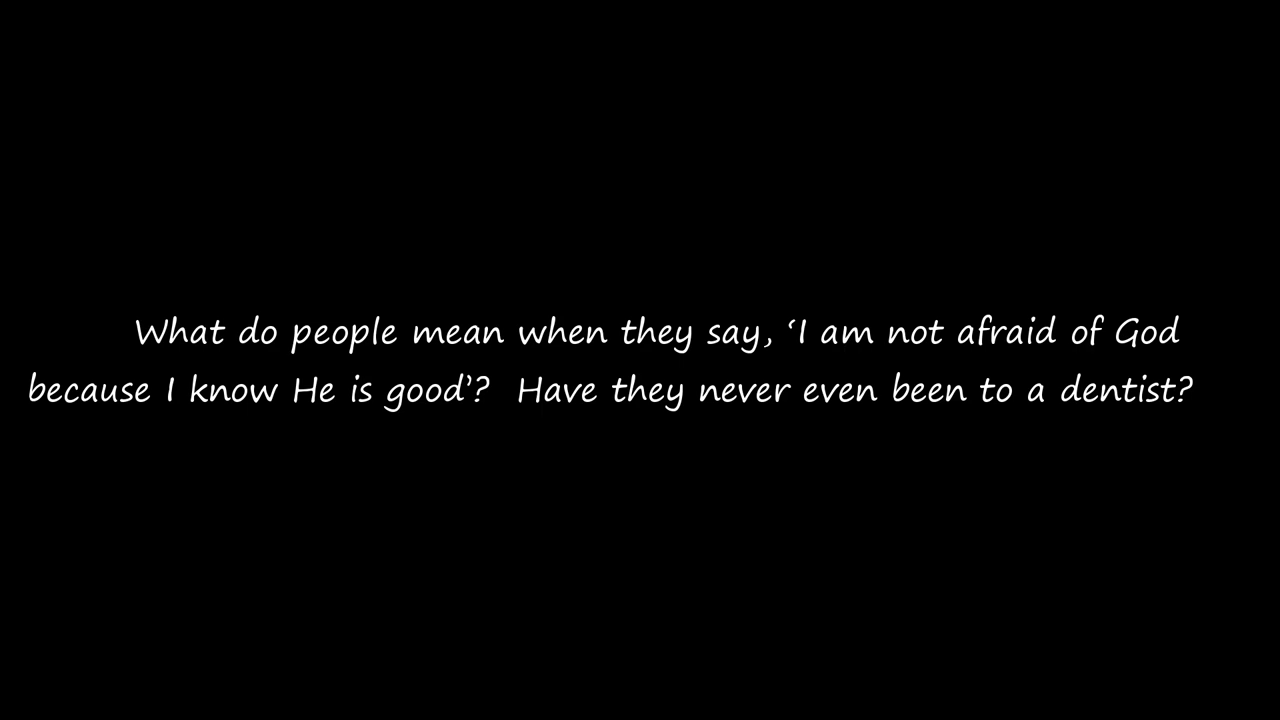 What do people mean when they say, ‘I am not afraid of God
because I know He is good’?  Have they never even been to a dentist?